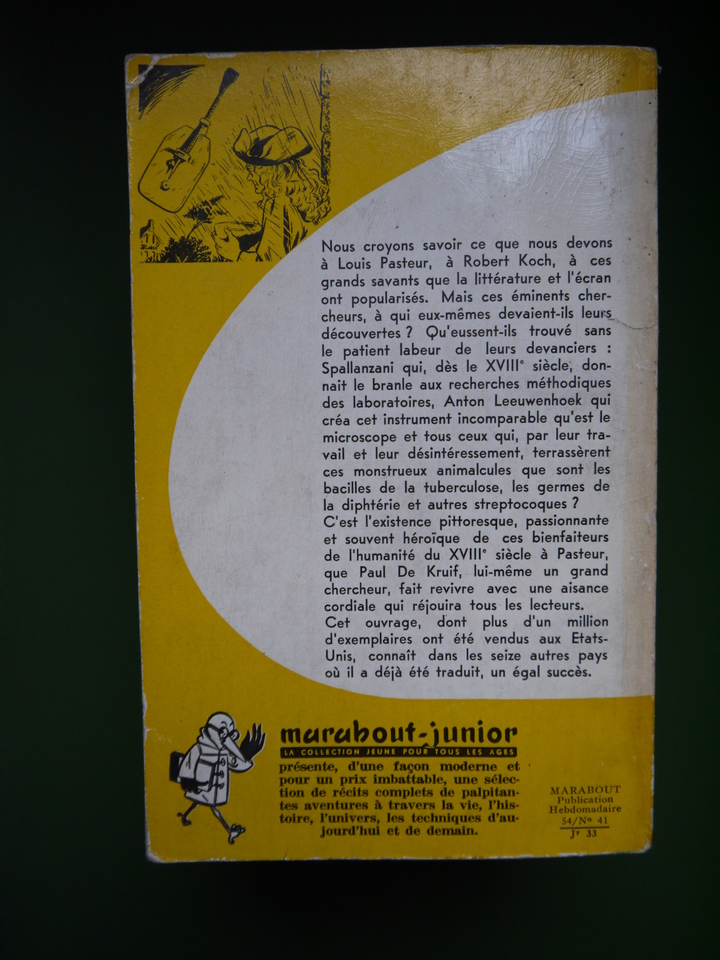 Nous croyons savoir ce que nous devons
à Louis Pasteur, à Robert Koch, à ces
grands savants que la littérature et l'écran
ont popularisés. Mais ces éminents cher-
cheurs, à qui eux-mêmes devaient-ils leurs
découvertes ? Qu'eussent-ils trouvé sans
le patient labeur de leurs devanciers :
Spallanzani qui, dès le XVIIIe siècle, don-
nait le branle aux recherches méthodiques
des laboratoires, Anton Leeuwenhoek qui
créa cet instrument incomparable qu'est le
microscope et tous ceux qui, par leur tra-
vail et leur désintéressement, terrassèrent
ces monstrueux animalcules que sont les
bacilles de la tuberculose, les germes de
la diphtérie et autres streptocoques ?
C'est l'existence pittoresque, passionnante
et souvent héroïque de ces bienfaiteurs
de l'humanité du XVIIIe siècle à Pasteur,
que Paul De Kruif, lui-même un grand
chercheur, fait revivre avec une aisance
cordiale qui réjouira tous les lecteurs.
Cet ouvrage, dont plus d'un million
d'exemplaires ont été vendus aux Etats-
Unis, connaît dans les seize autres pays
où il a déjà été traduit, un égal succès.
marabout-junior
LA COLLECTION JEUNE POUR TOUS LES AGES
présente, d'une façon moderne et
pour un prix imbattable, une sélec-
tion de récits complets de palpitan-
tes aventures à travers la vie, l'his-
toire, l'univers, les techniques d'au-
jourd'hui et de demain.
MARABOUT
Publication
Hebdomadaire
54/No 41
Jr 33